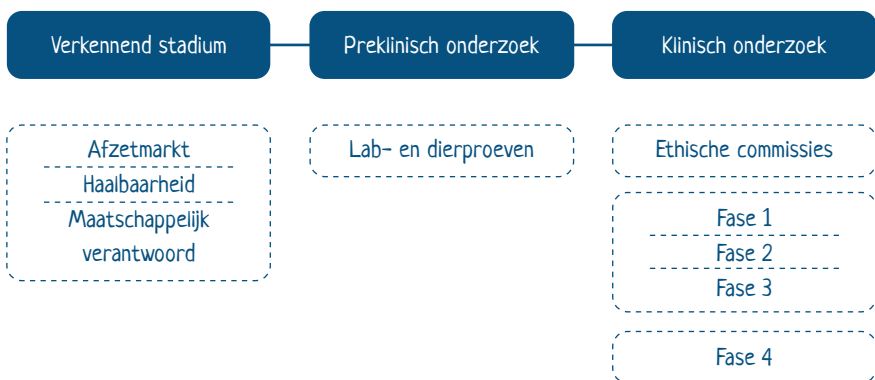 Verkennend stadium
Preklinisch onderzoek
Klinisch onderzoek
Afzetmarkt
Haalbaarheid
Maatschappelijk
verantwoord
Lab- en dierproeven
Ethische commissies
Fase 1
Fase 2
Fase 3
Fase 4